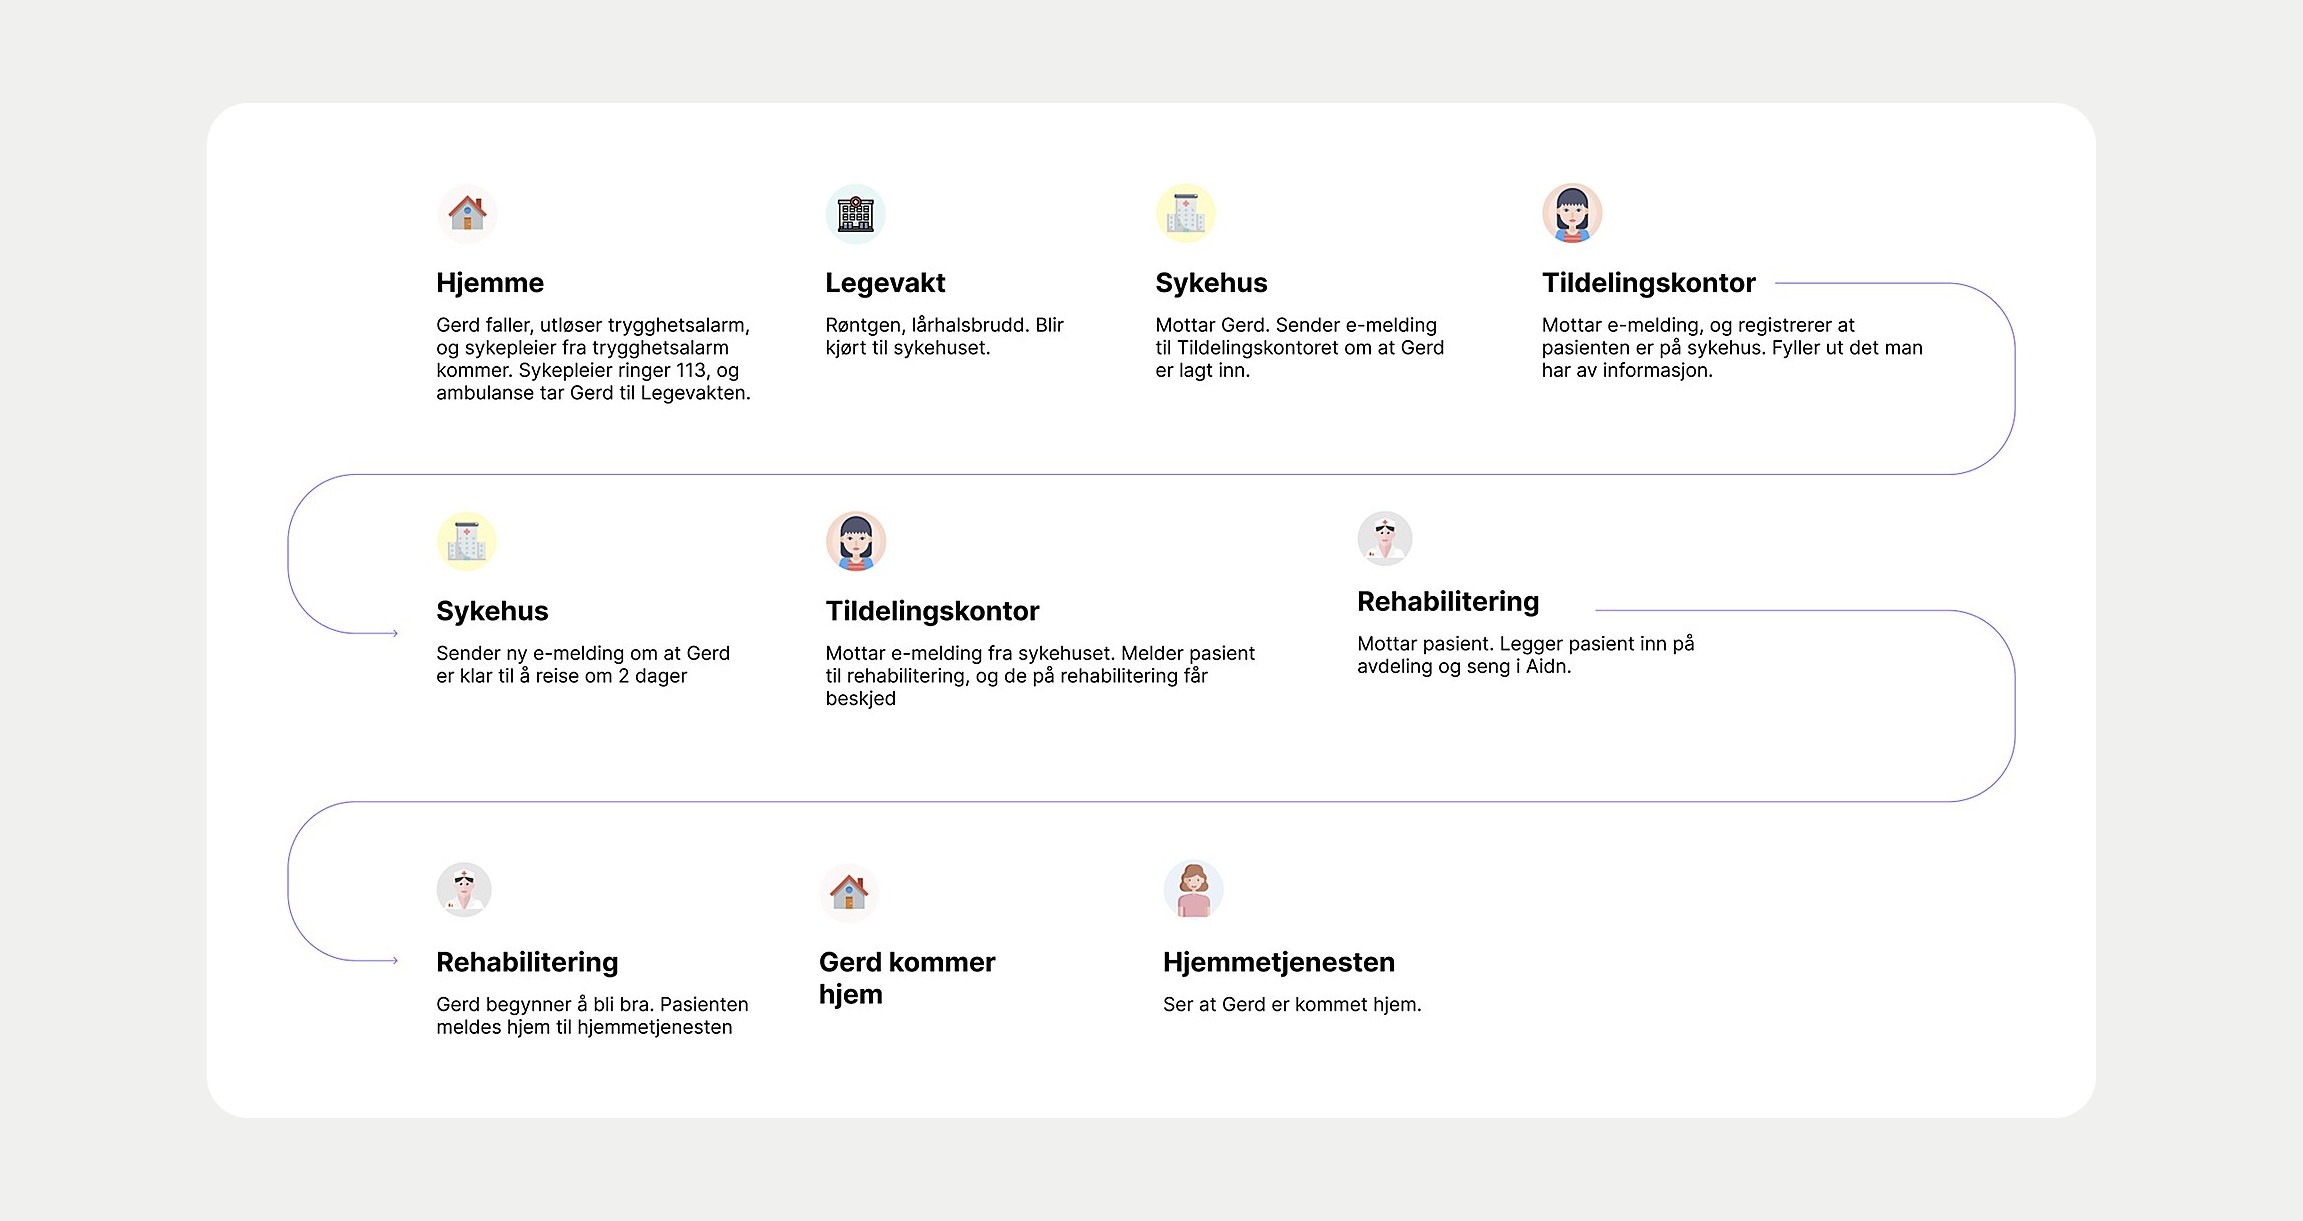 Hjemme
Gerd faller, utløser trygghetsalarm,
og sykepleier fra trygghetsalarm
kommer. Sykepleier ringer 113, og
ambulanse tar Gerd til Legevakten.
Legevakt
Røntgen, lårhalsbrudd. Blir
kjørt til sykehuset.
Sykehus
Mottar Gerd. Sender e-melding
til Tildelingskontoret om at Gerd
er lagt inn.
Tildelingskontor
Mottar e-melding, og registrerer at
pasienten er på sykehus. Fyller ut det man
har av informasjon.
Sykehus
Sender ny e-melding om at Gerd
er klar til å reise om 2 dager
Tildelingskontor
Mottar e-melding fra sykehuset. Melder pasient
til rehabilitering, og de på rehabilitering får
beskjed
Rehabilitering
Mottar pasient. Legger pasient inn på
avdeling og seng i Aidn.
Rehabilitering
Gerd begynner å bli bra. Pasienten
meldes hjem til hjemmetjenesten
Gerd kommer
hjem
Hjemmetjenesten
Ser at Gerd er kommet hjem.